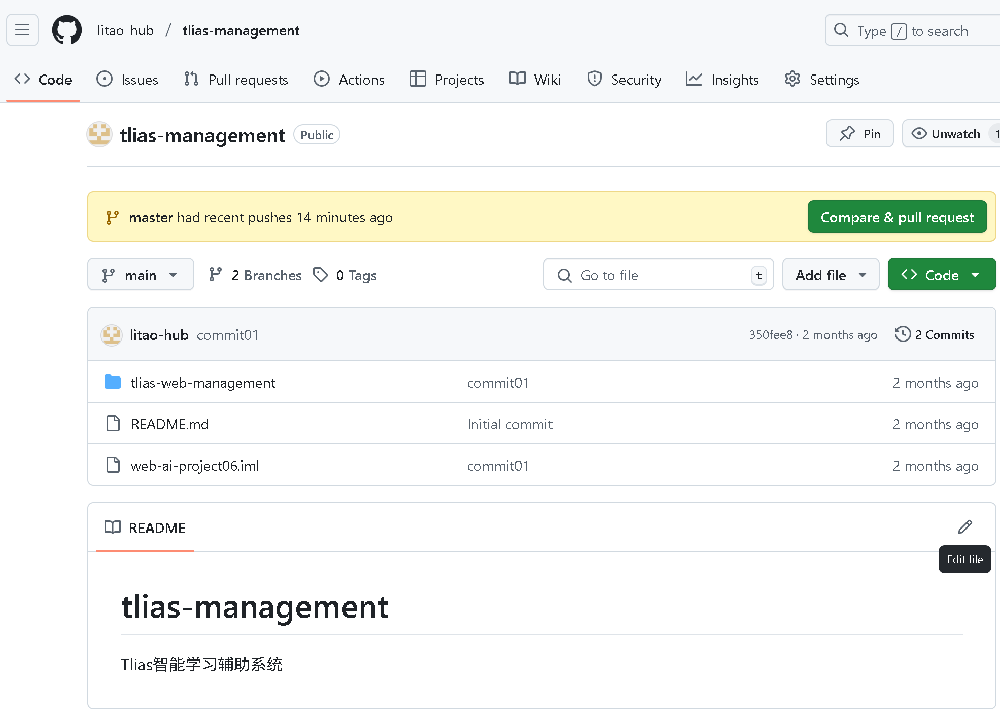 litao-hub / tlias-management
Type / to search
Code Issues Pull requests Actions Projects Wiki Security Insights Settings
tlias-management Public
Pin Unwatch 1
master had recent pushes 14 minutes ago
Compare & pull request
main 2 Branches 0 Tags
Go to file t
Add file
Code
litao-hub commit01 350fee8 · 2 months ago 2 Commits
tlias-web-management commit01 2 months ago
README.md Initial commit 2 months ago
web-ai-project06.iml commit01 2 months ago
README
Edit file
tlias-management
Tlias智能学习辅助系统